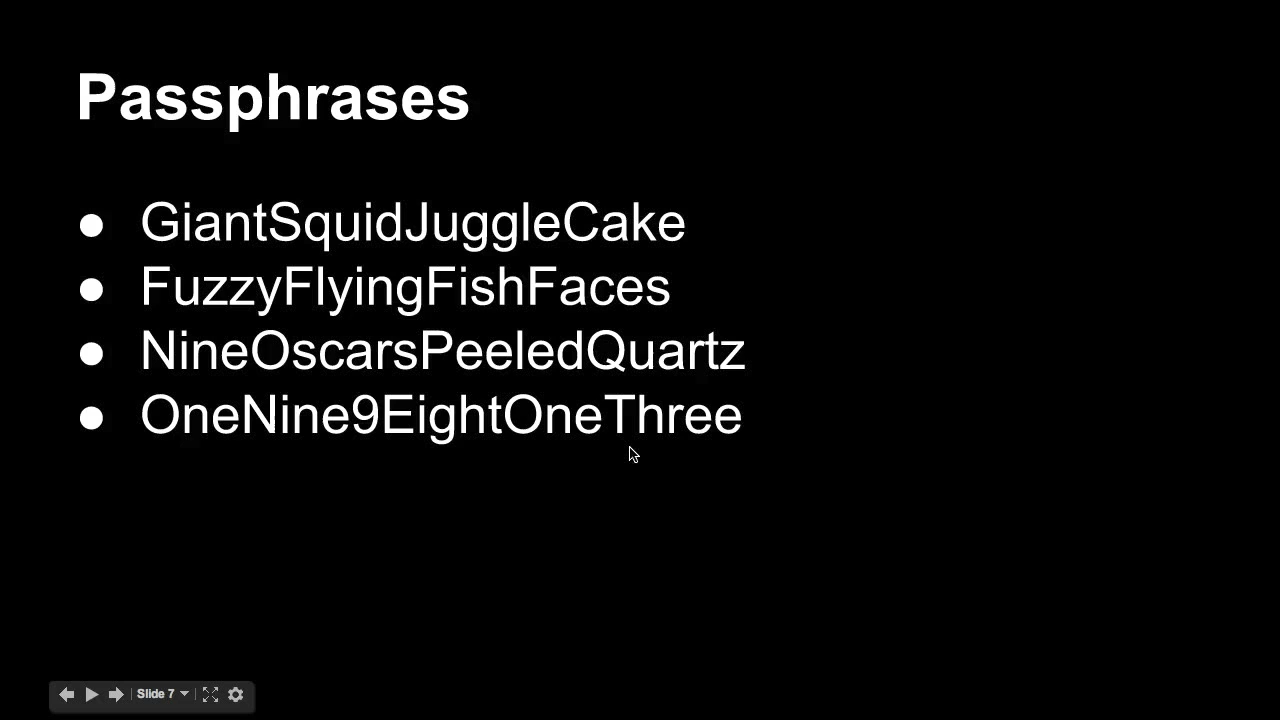 Passphrases
● GiantSquidJuggleCake
● FuzzyFlyingFishFaces
● NineOscarsPeeledQuartz
● OneNine9EightOneThree
Slide 7